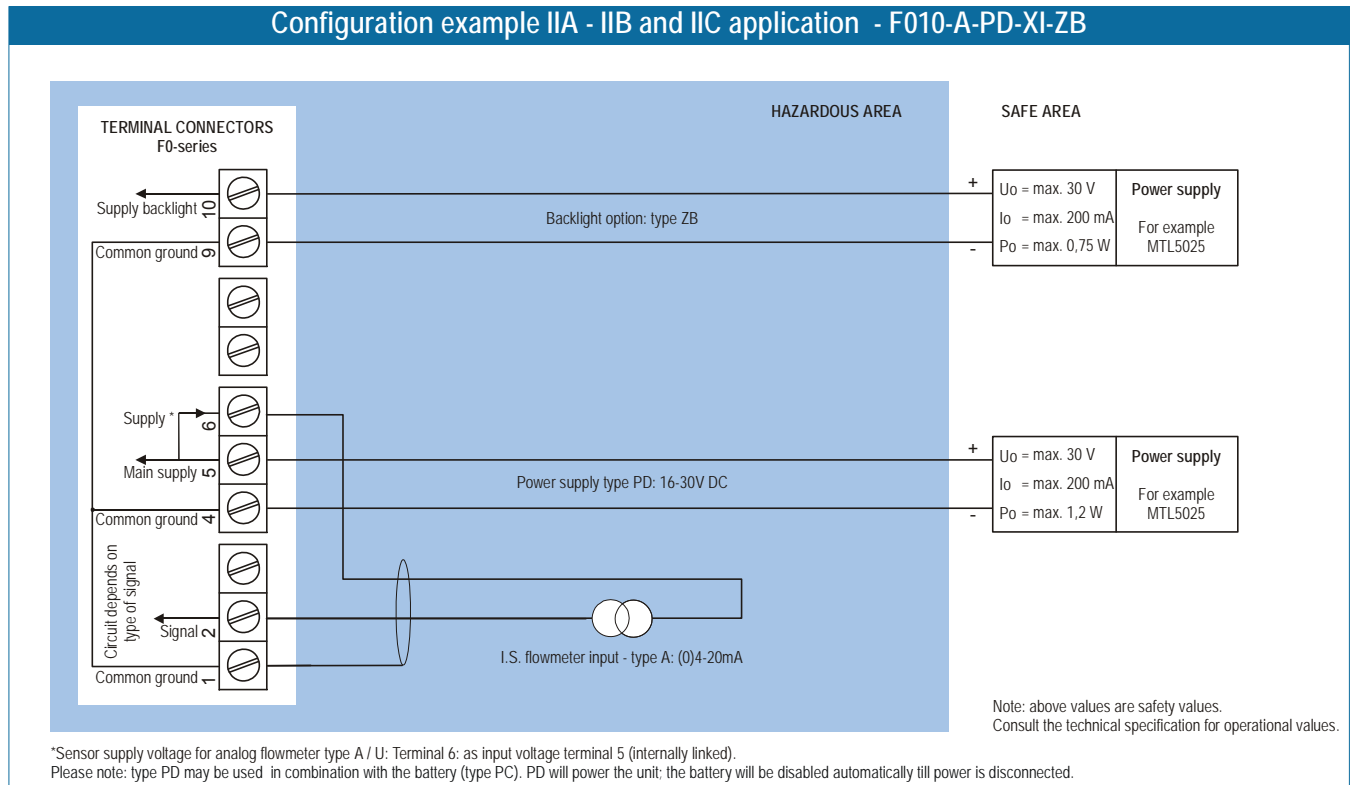 Configuration example IIA - IIB and IIC application - F010-A-PD-XI-ZB
HAZARDOUS AREA
SAFE AREA
TERMINAL CONNECTORS
F0-series
Supply backlight
10
Common ground
9
Backlight option: type ZB
+
-
Uo = max. 30 V
Io = max. 200 mA
Po = max. 0,75 W
Power supply
For example
MTL5025
Supply *
6
Main supply
5
Common ground
4
Power supply type PD: 16-30V DC
+
-
Uo = max. 30 V
Io = max. 200 mA
Po = max. 1,2 W
Power supply
For example
MTL5025
Circuit depends on
type of signal
Signal
2
Common ground
1
I.S. flowmeter input - type A: (0)4-20mA
Note: above values are safety values.
Consult the technical specification for operational values.
*Sensor supply voltage for analog flowmeter type A / U: Terminal 6: as input voltage terminal 5 (internally linked).
Please note: type PD may be used in combination with the battery (type PC). PD will power the unit; the battery will be disabled automatically till power is disconnected.